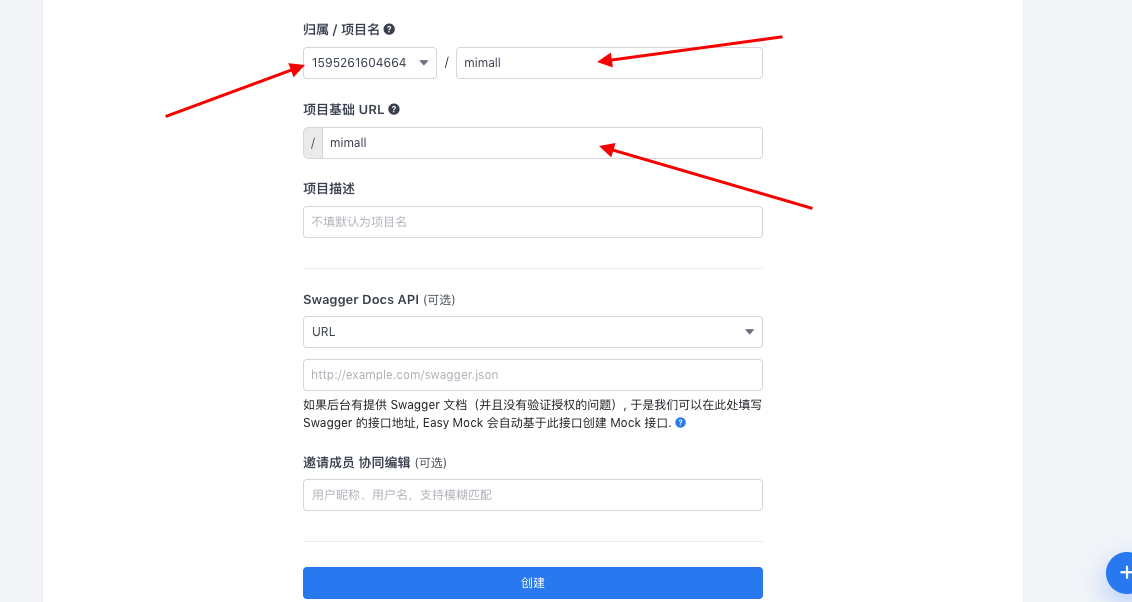 归属 / 项目名 ?
1595261604664 / mimall
项目基础 URL ?
/ mimall
项目描述
不填默认为项目名
Swagger Docs API (可选)
URL
http://example.com/swagger.json
如果后台有提供 Swagger 文档（并且没有验证授权的问题）, 于是我们可以在此处填写
Swagger 的接口地址, Easy Mock 会自动基于此接口创建 Mock 接口. ?
邀请成员 协同编辑 (可选)
用户昵称、用户名，支持模糊匹配
创建
+